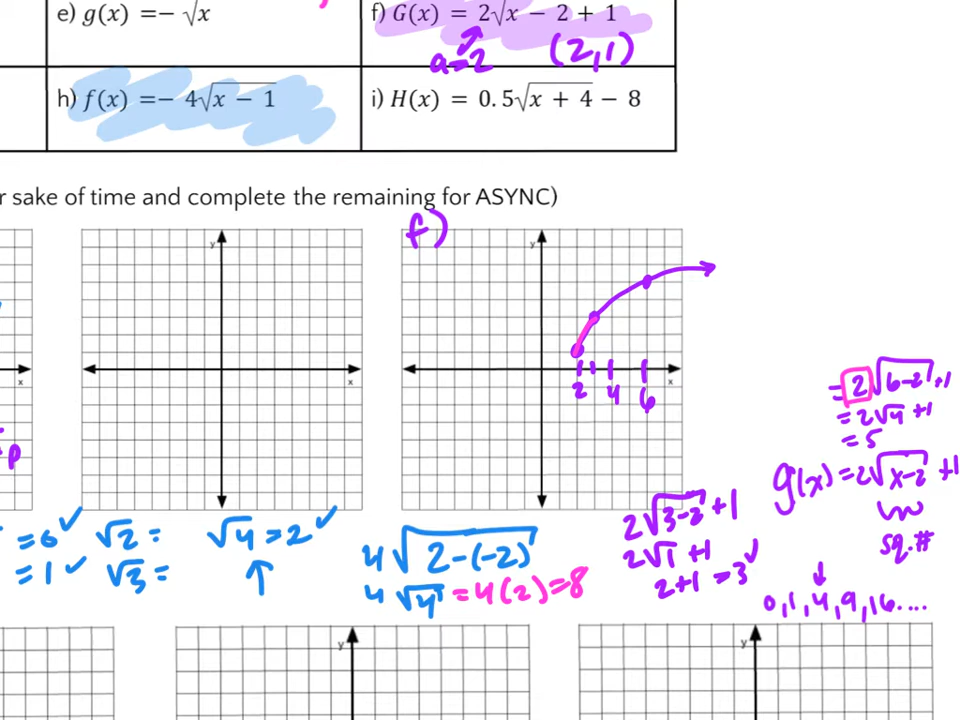 e) g(x) =− √x
f) G(x) = 2√x − 2 + 1
a=2
(2,1)
h) f(x) =− 4√x − 1
i) H(x) = 0.5√x + 4 − 8
r sake of time and complete the remaining for ASYNC)
f)
y
y
x
x
x
2
4
6
= 2√6-2 +1
= 2√4 +1
= 5
p
g(x)=2√x-2 +1
sq.#
0,1,4,9,16....
=6 ✓
√2 =
√4 =2 ✓
=1 ✓
√3 =
↑
4√2-(-2)
4√4 =4(2)=8
2√3-2 +1
2√1 +1
2+1 =3 ✓
y
y